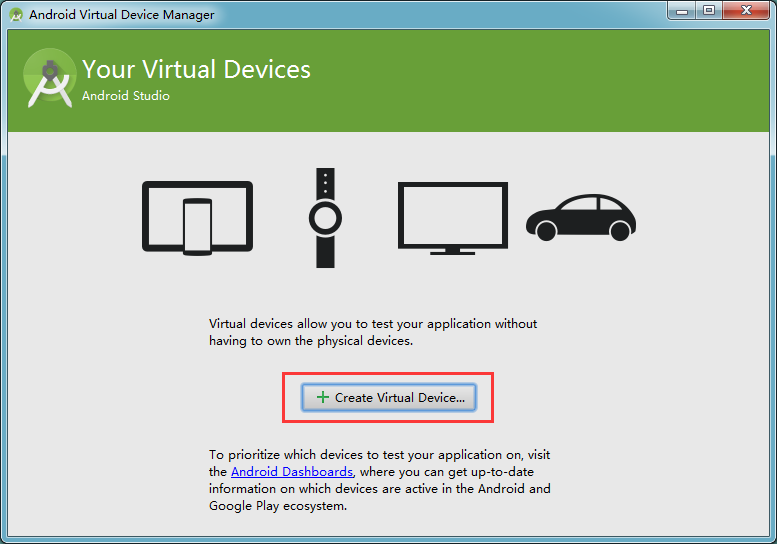 Android Virtual Device Manager
Your Virtual Devices
Android Studio
Virtual devices allow you to test your application without
having to own the physical devices.
Create Virtual Device...
To prioritize which devices to test your application on, visit
the Android Dashboards, where you can get up-to-date
information on which devices are active in the Android and
Google Play ecosystem.